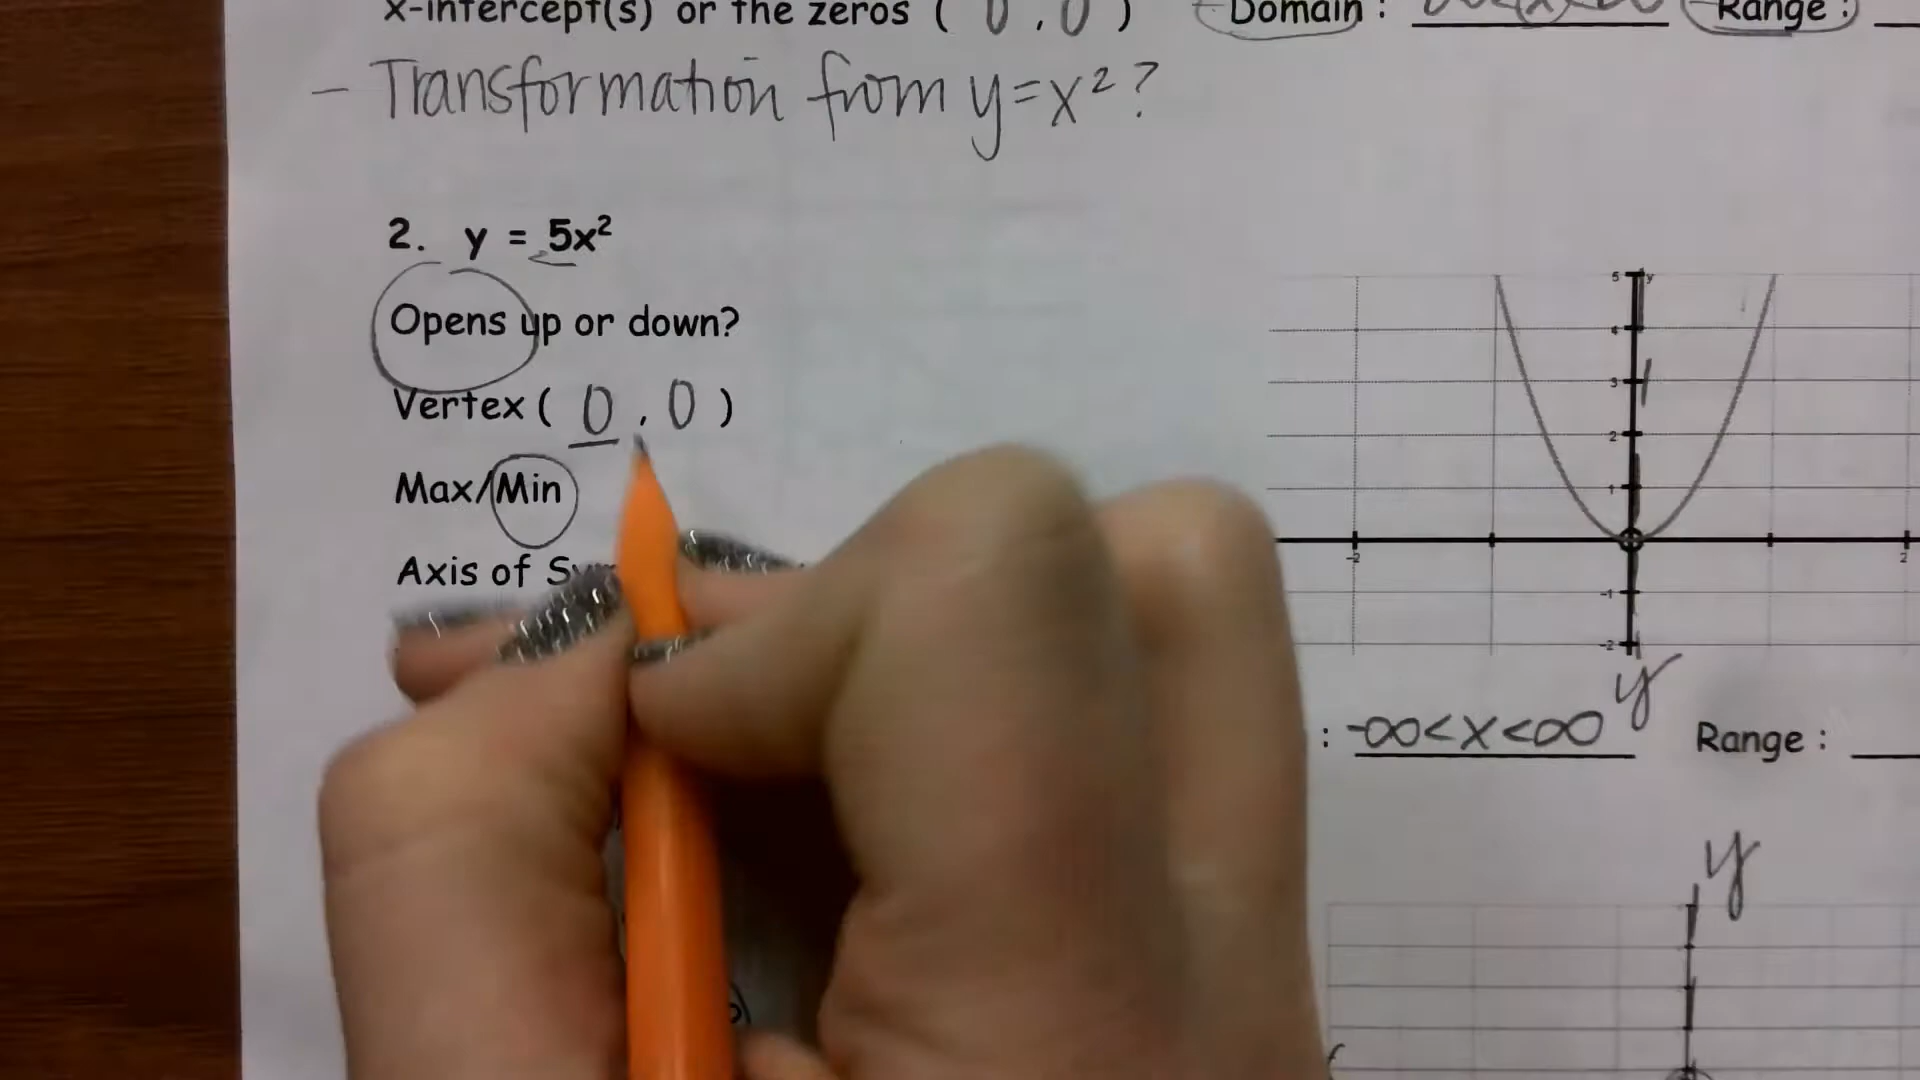 x-intercept(s) or the zeros ( 0 , 0 ) Domain : Range :
- Transformation from y=x²?
2. y = 5x²
Opens up or down?
Vertex ( 0 , 0 )
Max/Min
Axis of
5 y
4
3
2
1
-2 2
-1
-2
y
: -∞<x<∞ Range :
y